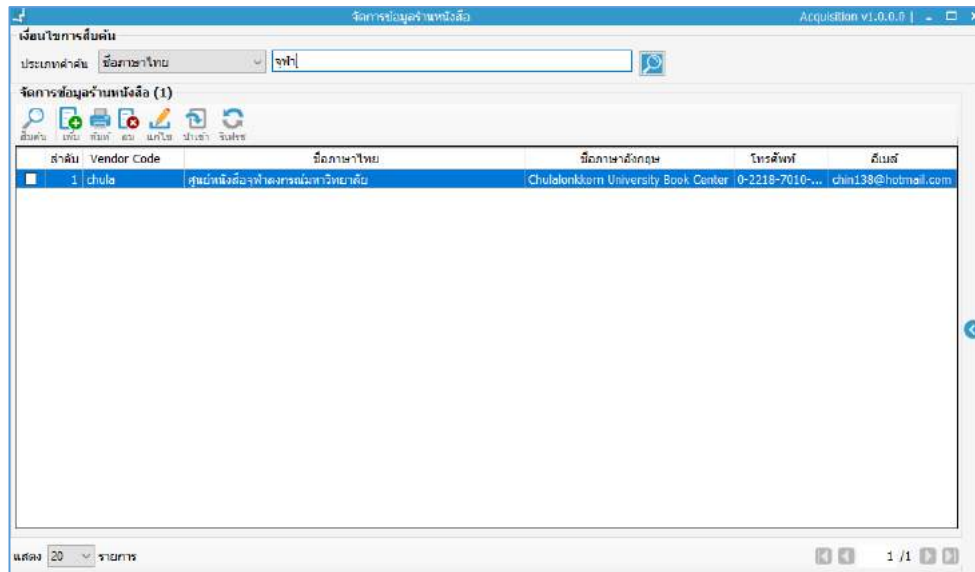 จัดการข้อมูลร้านหนังสือ Acquisition v1.0.0.0 |
เงื่อนไขการสืบค้น
ประเภทคำค้น ชื่อภาษาไทย จุฬา
จัดการข้อมูลร้านหนังสือ (1)
สืบค้น เพิ่ม พิมพ์ ลบ แก้ไข นำเข้า รีเฟรช
ลำดับ Vendor Code ชื่อภาษาไทย ชื่อภาษาอังกฤษ โทรศัพท์ อีเมล์
1 chula ศูนย์หนังสือจุฬาลงกรณ์มหาวิทยาลัย Chulalonkkorn University Book Center 0-2218-7010-... chin138@hotmail.com
แสดง 20 รายการ 1 /1